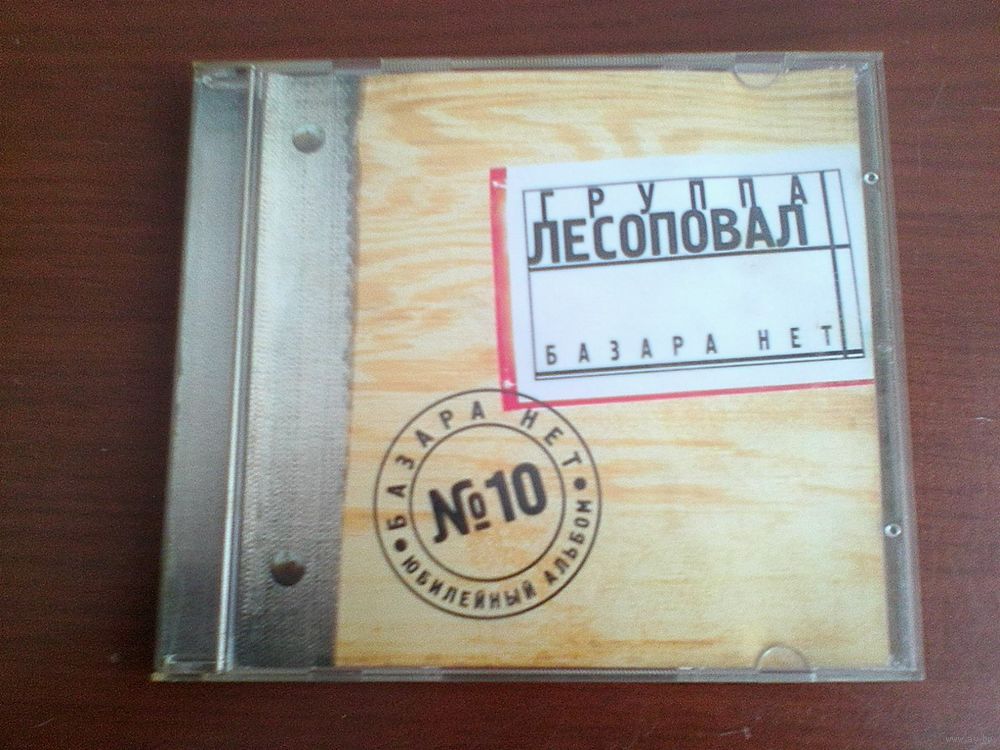 ГРУППА
ЛЕСОПОВАЛ
БАЗАРА НЕТ
БАЗАРА НЕТ
№10
ЮБИЛЕЙНЫЙ АЛЬБОМ